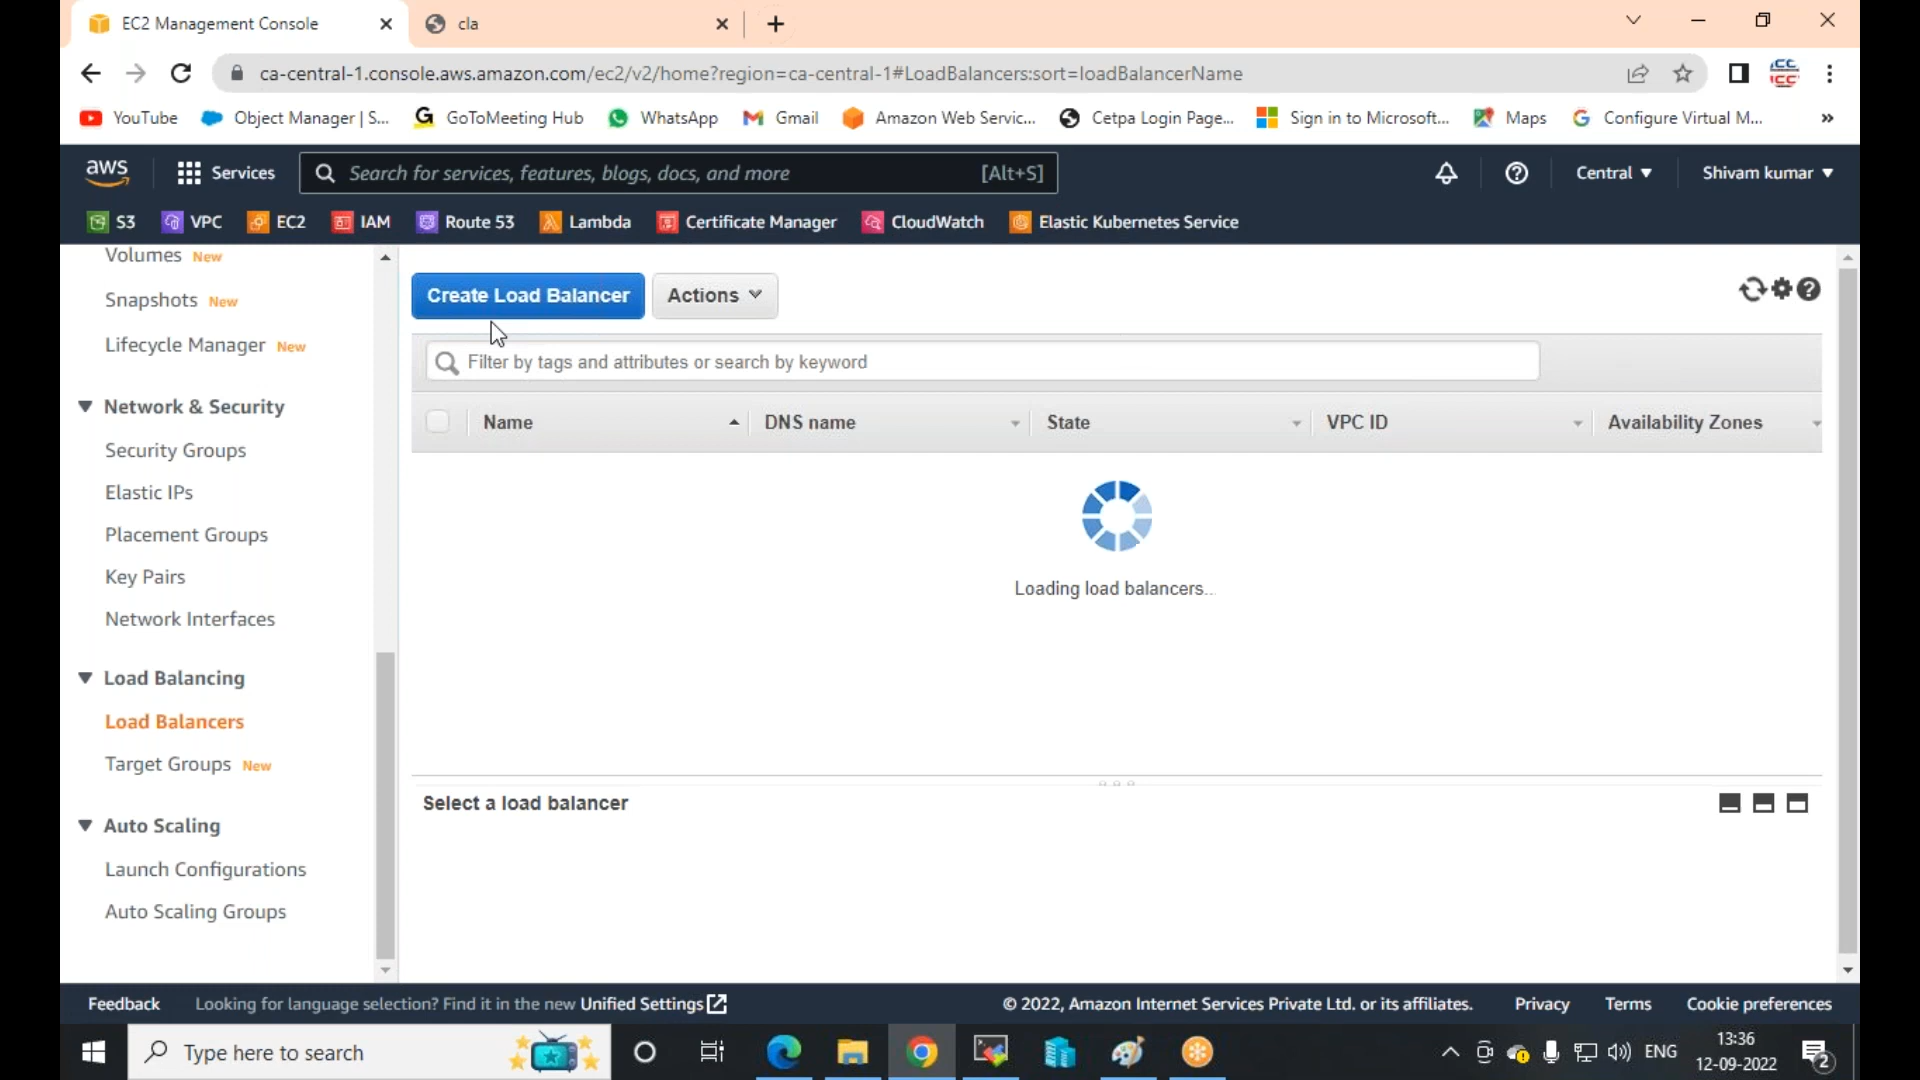 EC2 Management Console
cla
ca-central-1.console.aws.amazon.com/ec2/v2/home?region=ca-central-1#LoadBalancers:sort=loadBalancerName
YouTube
Object Manager | S...
GoToMeeting Hub
WhatsApp
Gmail
Amazon Web Servic...
Cetpa Login Page...
Sign in to Microsoft...
Maps
Configure Virtual M...
»
aws
Services
Search for services, features, blogs, docs, and more
[Alt+S]
Central
Shivam kumar
S3
VPC
EC2
IAM
Route 53
Lambda
Certificate Manager
CloudWatch
Elastic Kubernetes Service
Volumes New
Snapshots New
Lifecycle Manager New
Network & Security
Security Groups
Elastic IPs
Placement Groups
Key Pairs
Network Interfaces
Load Balancing
Load Balancers
Target Groups New
Auto Scaling
Launch Configurations
Auto Scaling Groups
Create Load Balancer
Actions
Filter by tags and attributes or search by keyword
Name
DNS name
State
VPC ID
Availability Zones
Loading load balancers...
Select a load balancer
Feedback
Looking for language selection? Find it in the new Unified Settings
© 2022, Amazon Internet Services Private Ltd. or its affiliates.
Privacy
Terms
Cookie preferences
Type here to search
ENG
13:36
12-09-2022
2